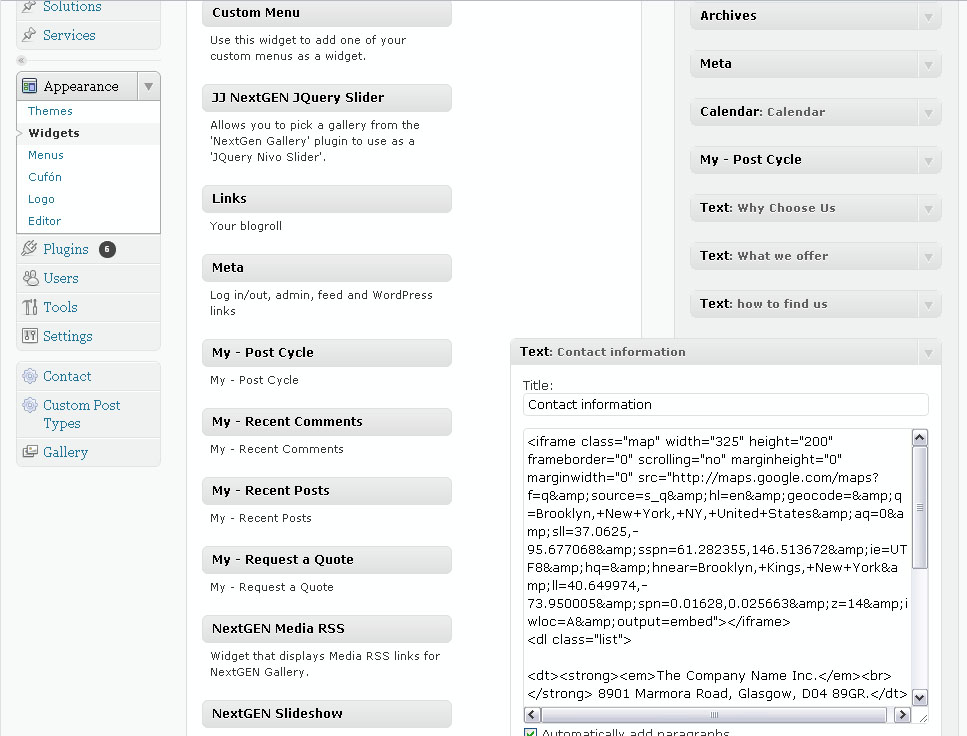 Solutions
Services
Appearance
Themes
Widgets
Menus
Cufón
Logo
Editor
Plugins 6
Users
Tools
Settings
Contact
Custom Post
Types
Gallery
Custom Menu
Use this widget to add one of your
custom menus as a widget.
JJ NextGEN JQuery Slider
Allows you to pick a gallery from the
'NextGen Gallery' plugin to use as a
'JQuery Nivo Slider'.
Links
Your blogroll
Meta
Log in/out, admin, feed and WordPress
links
My - Post Cycle
My - Post Cycle
My - Recent Comments
My - Recent Comments
My - Recent Posts
My - Recent Posts
My - Request a Quote
My - Request a Quote
NextGEN Media RSS
Widget that displays Media RSS links for
NextGEN Gallery.
NextGEN Slideshow
Archives
Meta
Calendar: Calendar
My - Post Cycle
Text: Why Choose Us
Text: What we offer
Text: how to find us
Text: Contact information
Title:
Contact information
<iframe class="map" width="325" height="200"
frameborder="0" scrolling="no" marginheight="0"
marginwidth="0" src="http://maps.google.com/maps?
f=q&amp;source=s_q&amp;hl=en&amp;geocode=&amp;q
=Brooklyn,+New+York,+NY,+United+States&amp;aq=0&a
mp;sll=37.0625,-
95.677068&amp;sspn=61.282355,146.513672&amp;ie=UT
F8&amp;hq=&amp;hnear=Brooklyn,+Kings,+New+York&a
mp;ll=40.649974,-
73.950005&amp;spn=0.01628,0.025663&amp;z=14&amp;i
wloc=A&amp;output=embed"></iframe>
<dl class="list">
<dt><strong><em>The Company Name Inc.</em><br>
</strong> 8901 Marmora Road, Glasgow, D04 89GR.</dt>
Automatically add paragraphs